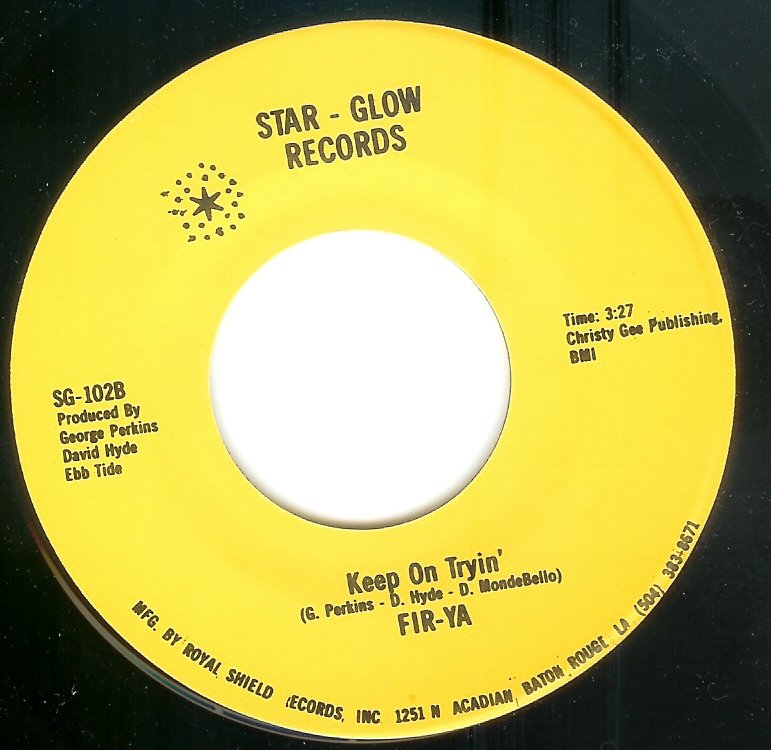 STAR - GLOW
RECORDS
Time: 3:27
Christy Gee Publishing,
BMI
SG-102B
Produced By
George Perkins
David Hyde
Ebb Tide
Keep On Tryin'
(G. Perkins - D. Hyde - D. MondeBello)
FIR-YA
MFG. BY ROYAL SHIELD ECORDS, INC 1251 N ACADIAN, BATON ROUGE LA (504) 383-8671